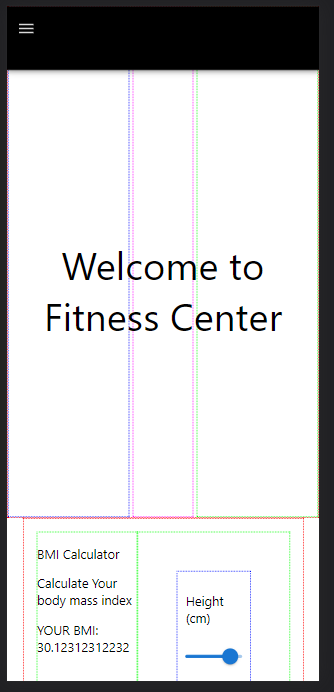 Welcome to
Fitness Center
BMI Calculator
Calculate Your
body mass index
YOUR BMI:
30.12312312232
Height
(cm)